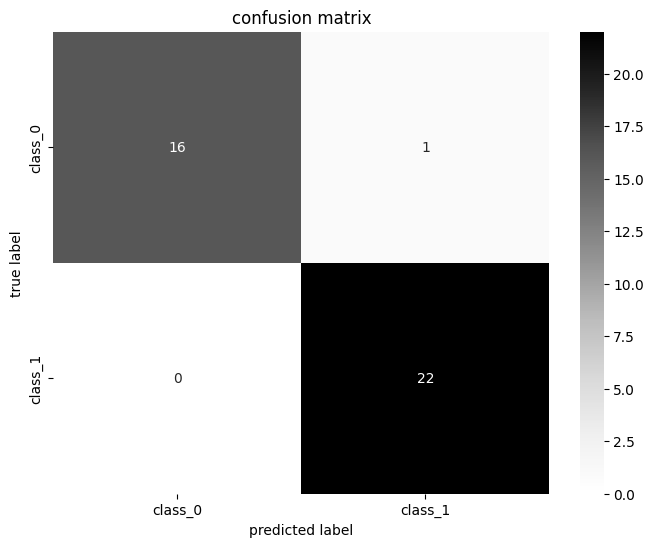 confusion matrix
class_0
class_1
true label
16
1
0
22
class_0
class_1
predicted label
20.0
17.5
15.0
12.5
10.0
7.5
5.0
2.5
0.0